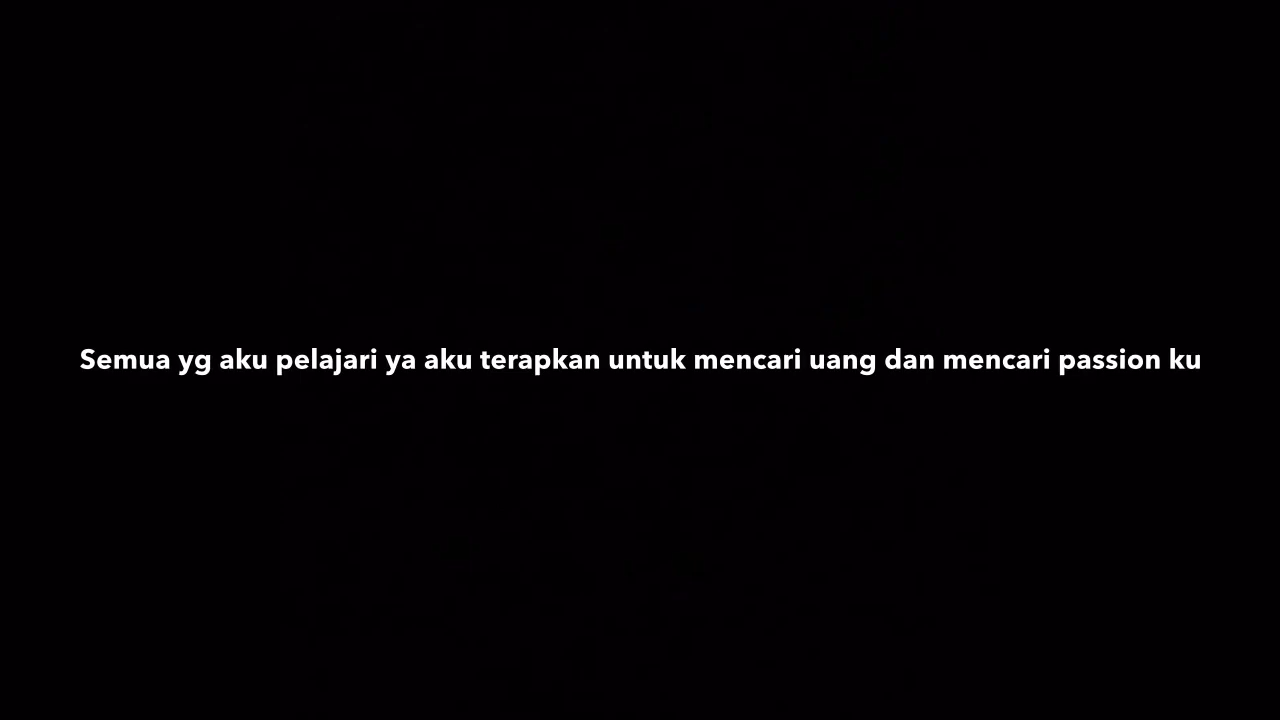 Semua yg aku pelajari ya aku terapkan untuk mencari uang dan mencari passion ku